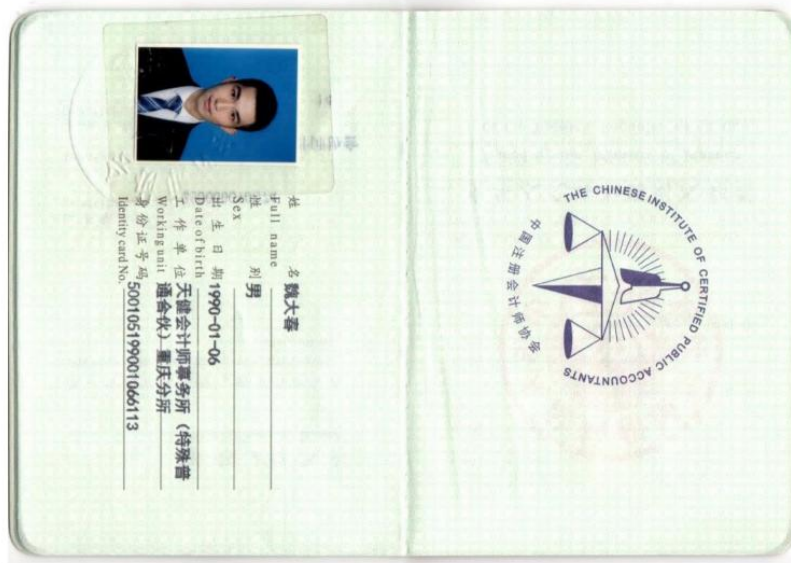 姓 名 魏大春
Full name
性 别 男
Sex
出 生 日 期 1990-01-06
Date of birth
工 作 单 位 天健会计师事务所（特殊普
Working unit 通合伙）重庆分所
身份证号码 500105199001066113
Identity card No.
THE CHINESE INSTITUTE OF CERTIFIED PUBLIC ACCOUNTANTS
中国注册会计师协会